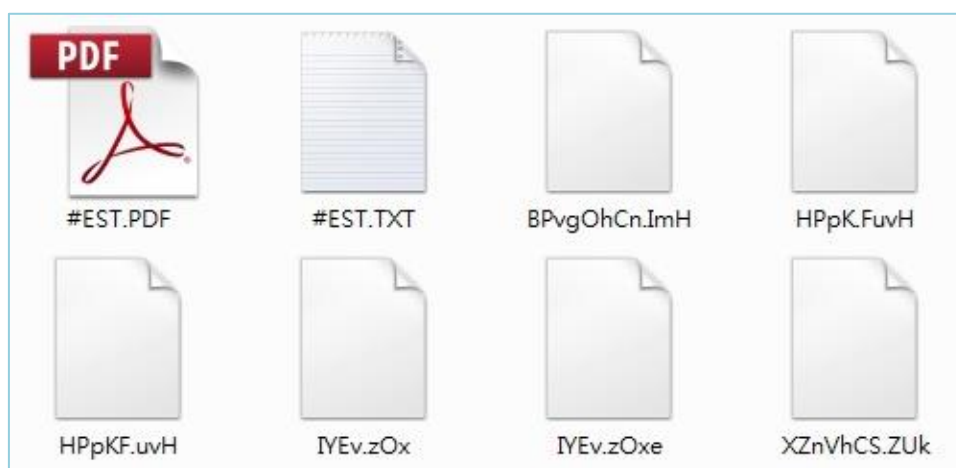 PDF
#EST.PDF
#EST.TXT
BPvgOhCn.ImH
HPpK.FuvH
HPpKF.uvH
IYEv.zOx
IYEv.zOxe
XZnVhCS.ZUk